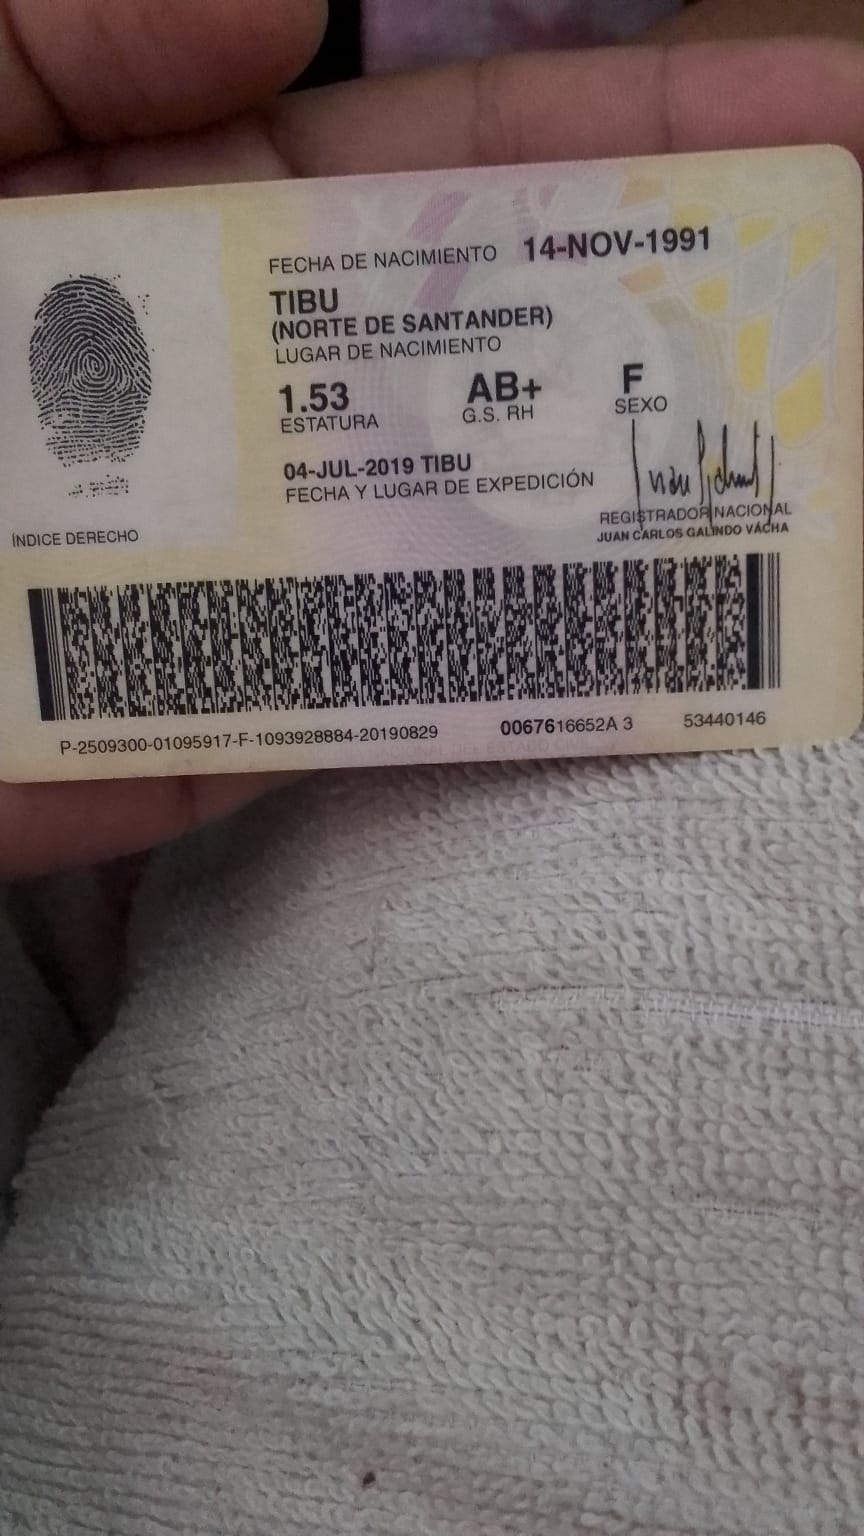 FECHA DE NACIMIENTO 14-NOV-1991
TIBU
(NORTE DE SANTANDER)
LUGAR DE NACIMIENTO
1.53 AB+ F
ESTATURA G.S. RH SEXO
04-JUL-2019 TIBU
FECHA Y LUGAR DE EXPEDICIÓN
REGISTRADOR NACIONAL
JUAN CARLOS GALINDO VÁCHA
INDICE DERECHO
P-2509300-01095917-F-1093928884-20190829 0067616652A 3 53440146